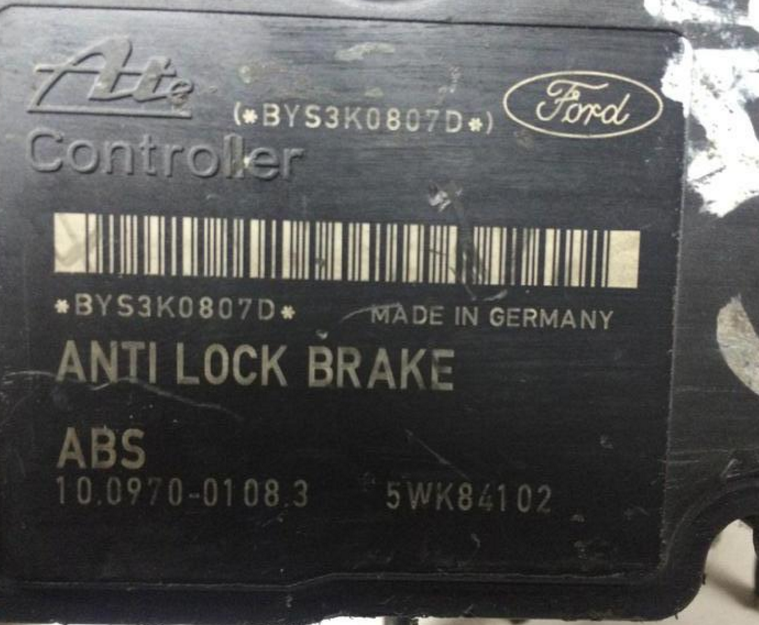 Ate
(*BYS3K0807D*)
Ford
Controller
*BYS3K0807D*
MADE IN GERMANY
ANTI LOCK BRAKE
ABS
10.0970-0108.3
5WK84102